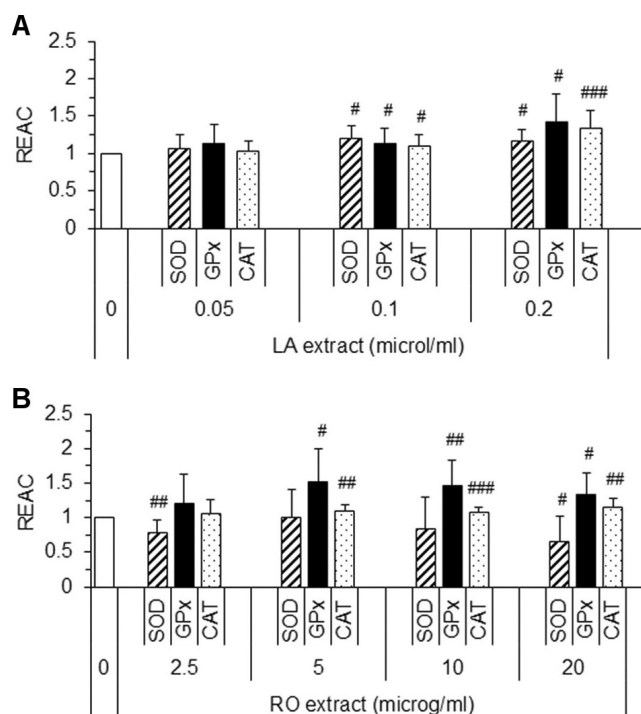 A
2.5
# ### 
# # # #
2
1.5
1
0.5
0
REAC
SOD GPx CAT SOD GPx CAT SOD GPx CAT
0 0.05 0.1 0.2
LA extract (microl/ml)
B
2.5
# ## #
## ## ### # ##
2
1.5
1
0.5
0
REAC
SOD GPx CAT SOD GPx CAT SOD GPx CAT SOD GPx CAT
0 2.5 5 10 20
RO extract (microg/ml)